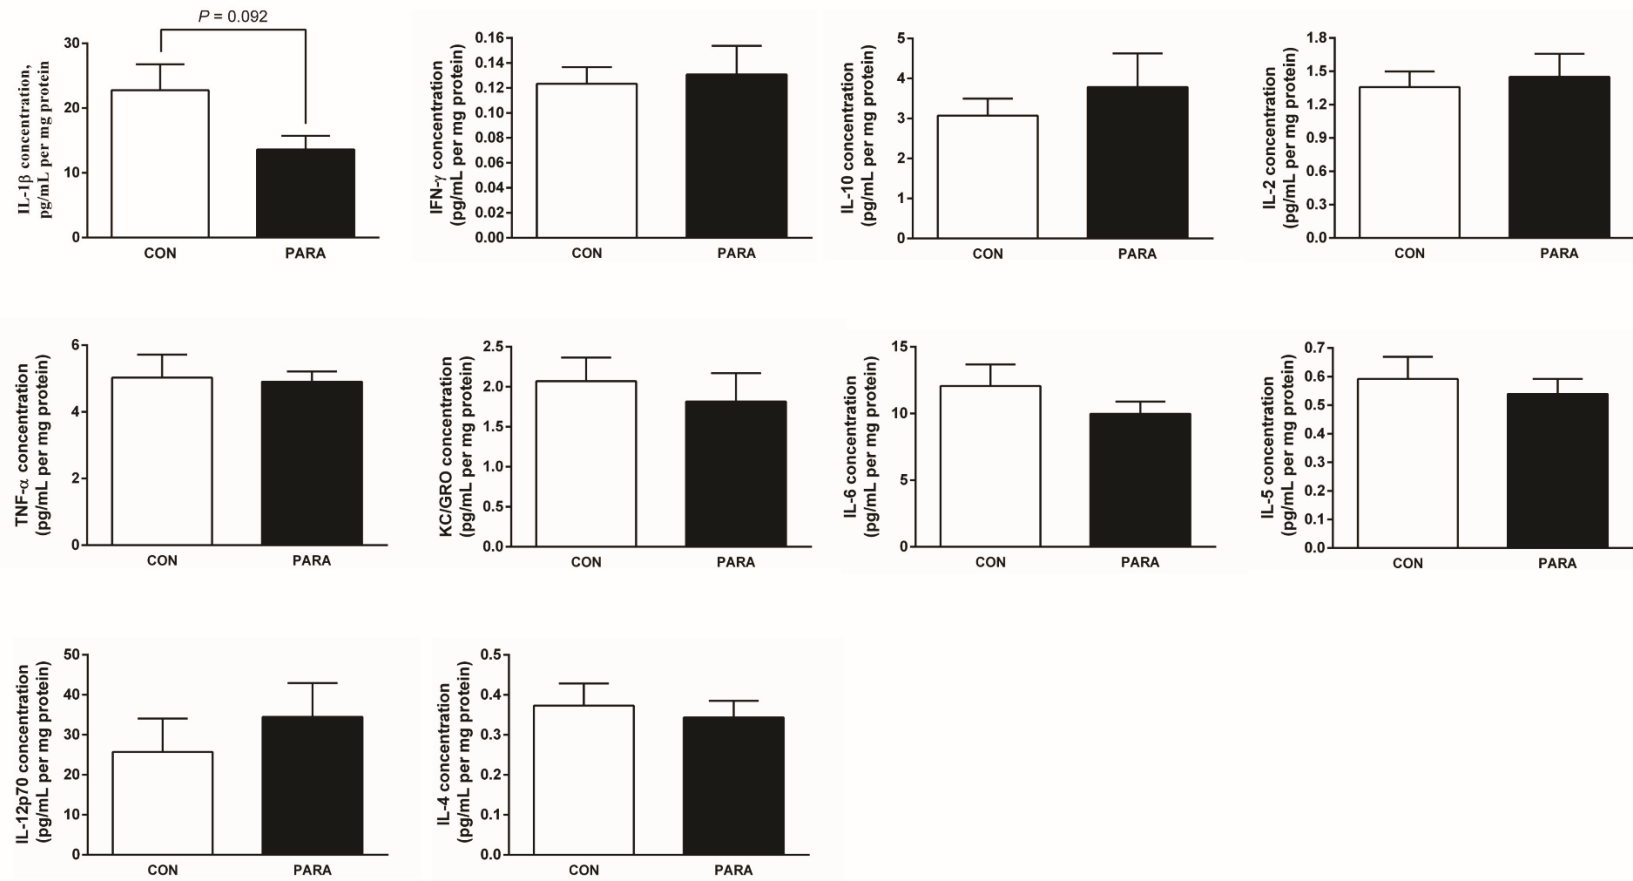 P = 0.092
IL-1β concentration,
pg/mL per mg protein
30
20
10
0
CON PARA
IFN-γ concentration
(pg/mL per mg protein)
0.16
0.14
0.12
0.10
0.08
0.06
0.04
0.02
0.00
CON PARA
IL-10 concentration
(pg/mL per mg protein)
5
4
3
2
1
0
CON PARA
IL-2 concentration
(pg/mL per mg protein)
1.8
1.5
1.2
0.9
0.6
0.3
0.0
CON PARA
TNF-α concentration
(pg/mL per mg protein)
6
4
2
0
CON PARA
KC/GRO concentration
(pg/mL per mg protein)
2.5
2.0
1.5
1.0
0.5
0.0
CON PARA
IL-6 concentration
(pg/mL per mg protein)
15
10
5
0
CON PARA
IL-5 concentration
(pg/mL per mg protein)
0.7
0.6
0.5
0.4
0.3
0.2
0.1
0.0
CON PARA
IL-12p70 concentration
(pg/mL per mg protein)
50
40
30
20
10
0
CON PARA
IL-4 concentration
(pg/mL per mg protein)
0.5
0.4
0.3
0.2
0.1
0.0
CON PARA